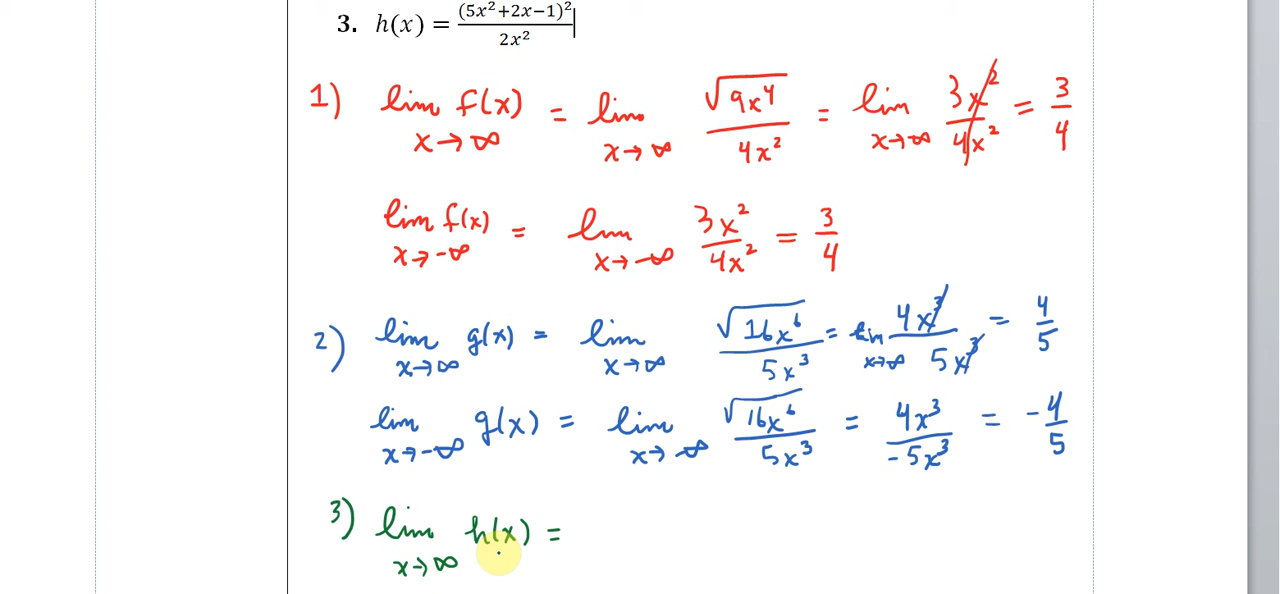 3. h(x) = (5x²+2x−1)² / 2x²
1) lim x→∞ f(x) = lim x→∞ √(9x⁴) / 4x² = lim x→∞ 3x² / 4x² = 3/4
lim x→-∞ f(x) = lim x→-∞ 3x² / 4x² = 3/4
2) lim x→∞ g(x) = lim x→∞ √(16x⁶) / 5x³ = lim x→∞ 4x³ / 5x³ = 4/5
lim x→-∞ g(x) = lim x→-∞ √(16x⁶) / 5x³ = 4x³ / -5x³ = -4/5
3) lim x→∞ h(x) =